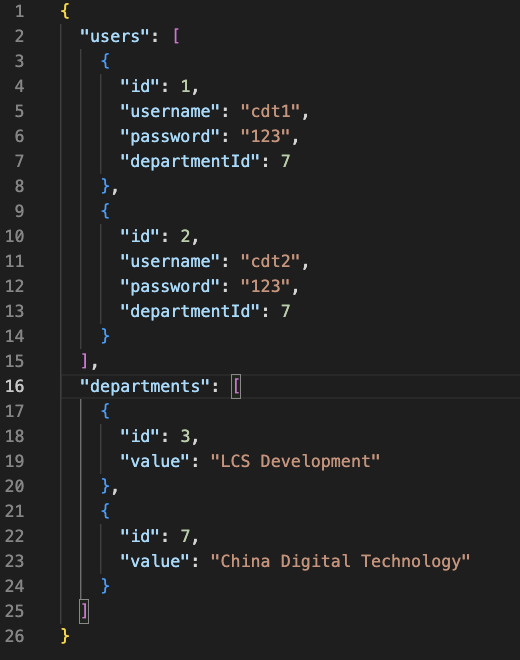 1 {
2   "users": [
3     {
4       "id": 1,
5       "username": "cdt1",
6       "password": "123",
7       "departmentId": 7
8     },
9     {
10       "id": 2,
11       "username": "cdt2",
12       "password": "123",
13       "departmentId": 7
14     }
15   ],
16   "departments": [
17     {
18       "id": 3,
19       "value": "LCS Development"
20     },
21     {
22       "id": 7,
23       "value": "China Digital Technology"
24     }
25   ]
26 }